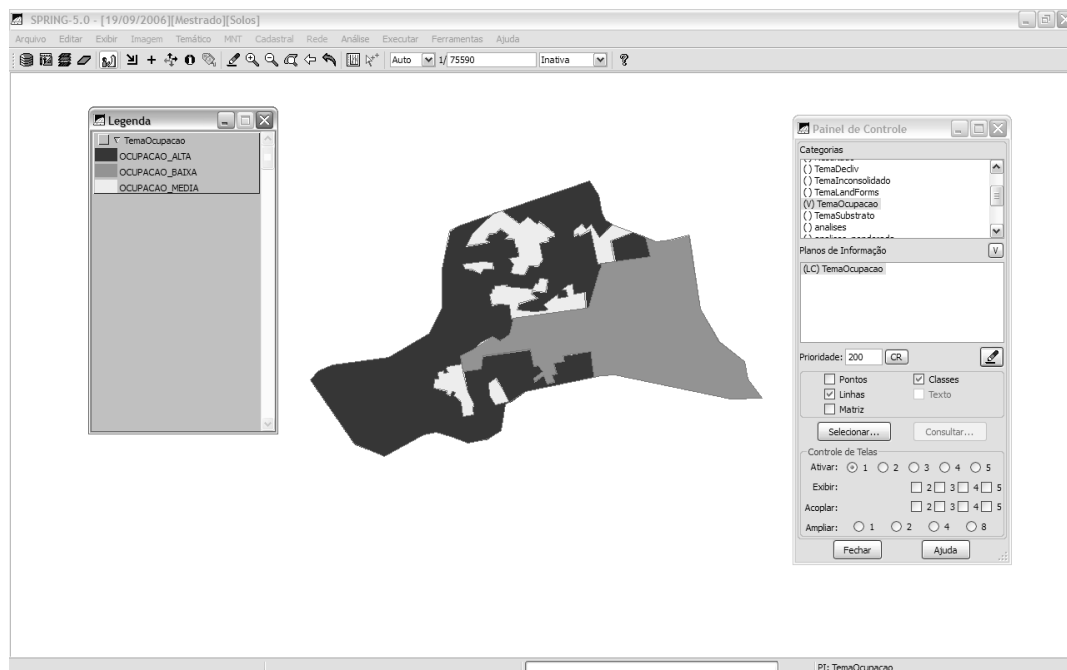 SPRING-5.0 - [19/09/2006][Mestrado][Solos]
Arquivo Editar Exibir Imagem Temático MNT Cadastral Rede Análise Executar Ferramentas Ajuda
Auto 1/ 75590 Inativa ?
Legenda
TemaOcupacao
OCUPACAO_ALTA
OCUPACAO_BAIXA
OCUPACAO_MEDIA
Painel de Controle
Categorias
( ) TemaDecliv
( ) TemaInconsolidado
( ) TemaLandForms
(V) TemaOcupacao
( ) TemaSubstrato
( ) analises
Planos de Informação V
(LC) TemaOcupacao
Prioridade: 200 CR
Pontos Classes
Linhas Texto
Matriz
Selecionar... Consultar...
Controle de Telas
Ativar: 1 2 3 4 5
Exibir: 2 3 4 5
Acoplar: 2 3 4 5
Ampliar: 1 2 4 8
Fechar Ajuda
PI: TemaOcupacao